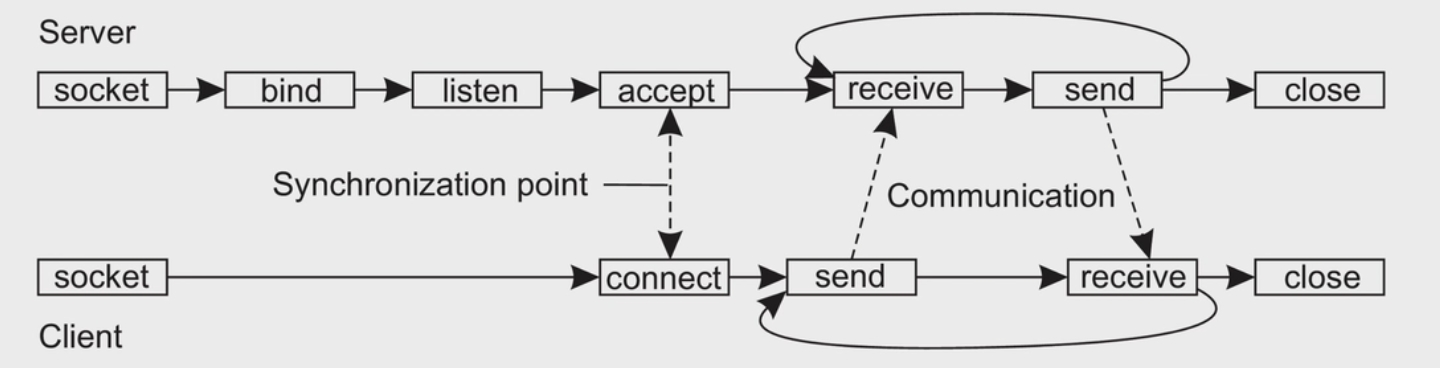 Server
socket bind listen accept receive send close
Synchronization point
Communication
socket connect send receive close
Client